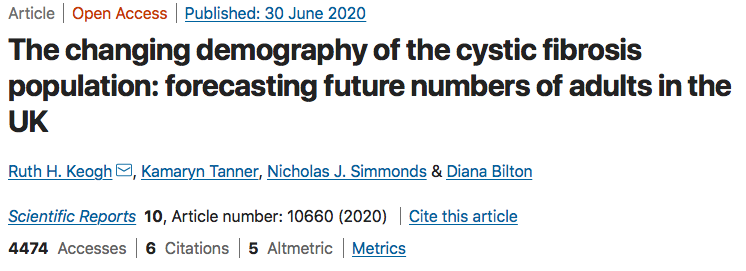 Article | Open Access | Published: 30 June 2020
The changing demography of the cystic fibrosis
population: forecasting future numbers of adults in the
UK
Ruth H. Keogh, Kamaryn Tanner, Nicholas J. Simmonds & Diana Bilton
Scientific Reports 10, Article number: 10660 (2020) | Cite this article
4474 Accesses | 6 Citations | 5 Altmetric | Metrics